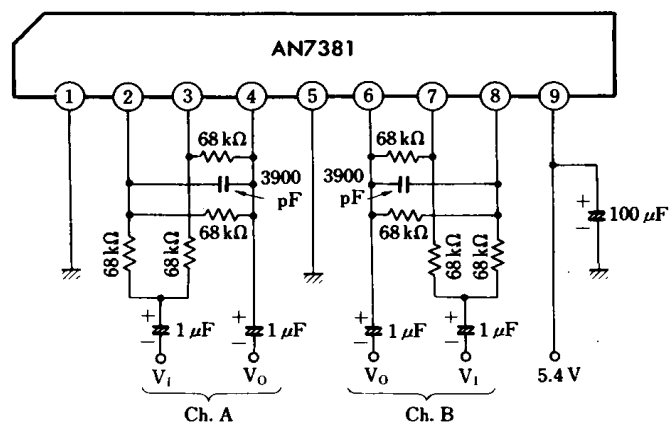 AN7381
1 2 3 4 5 6 7 8 9
68 kΩ 68 kΩ
3900 pF 3900 pF
68 kΩ 68 kΩ
68 kΩ 68 kΩ 68 kΩ 68 kΩ
100 μF
+ − + − + − + − + −
1 μF 1 μF 1 μF 1 μF
Vi VO VO VI 5.4 V
Ch. A Ch. B